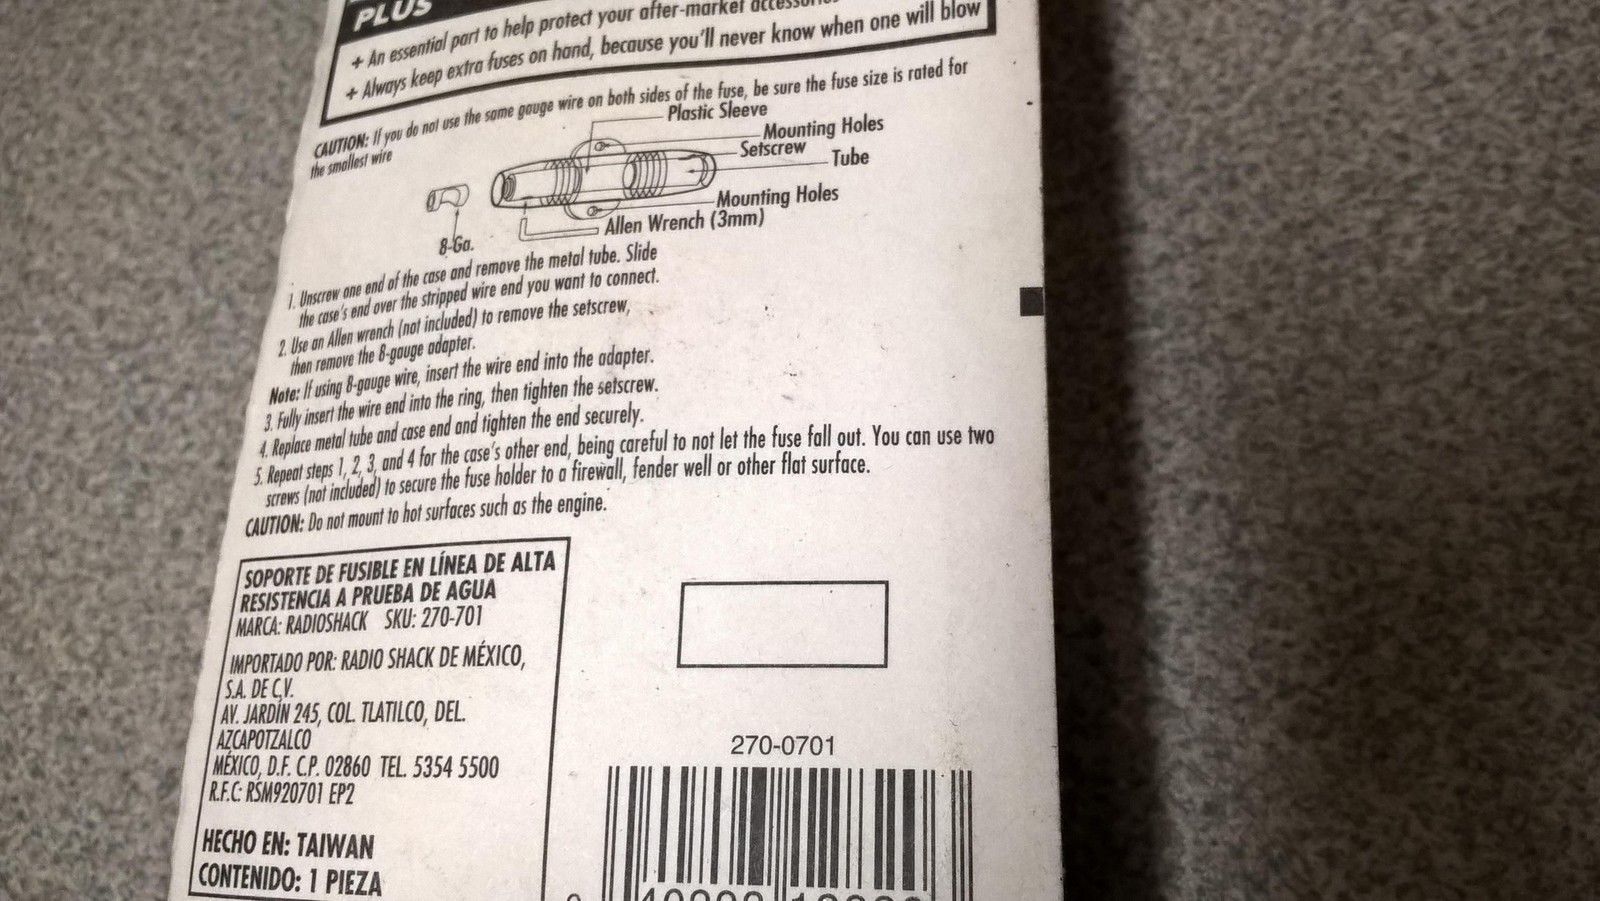 PLUS
+ An essential part to help protect your after-market accessories
+ Always keep extra fuses on hand, because you'll never know when one will blow
CAUTION: If you do not use the same gauge wire on both sides of the fuse, be sure the fuse size is rated for
the smallest wire
Plastic Sleeve
Mounting Holes
Setscrew
Tube
Mounting Holes
Allen Wrench (3mm)
8-Ga.
1. Unscrew one end of the case and remove the metal tube. Slide
the case's end over the stripped wire end you want to connect.
2. Use an Allen wrench (not included) to remove the setscrew,
then remove the 8-gauge adapter.
Note: If using 8-gauge wire, insert the wire end into the adapter.
3. Fully insert the wire end into the ring, then tighten the setscrew.
4. Replace metal tube and case end and tighten the end securely.
5. Repeat steps 1, 2, 3, and 4 for the case's other end, being careful to not let the fuse fall out. You can use two
screws (not included) to secure the fuse holder to a firewall, fender well or other flat surface.
CAUTION: Do not mount to hot surfaces such as the engine.
SOPORTE DE FUSIBLE EN LÍNEA DE ALTA
RESISTENCIA A PRUEBA DE AGUA
MARCA: RADIOSHACK SKU: 270-701
IMPORTADO POR: RADIO SHACK DE MÉXICO,
S.A. DE C.V.
AV. JARDÍN 245, COL. TLATILCO, DEL.
AZCAPOTZALCO
MÉXICO, D.F. C.P. 02860 TEL. 5354 5500
R.F.C: RSM920701 EP2
HECHO EN: TAIWAN
CONTENIDO: 1 PIEZA
270-0701